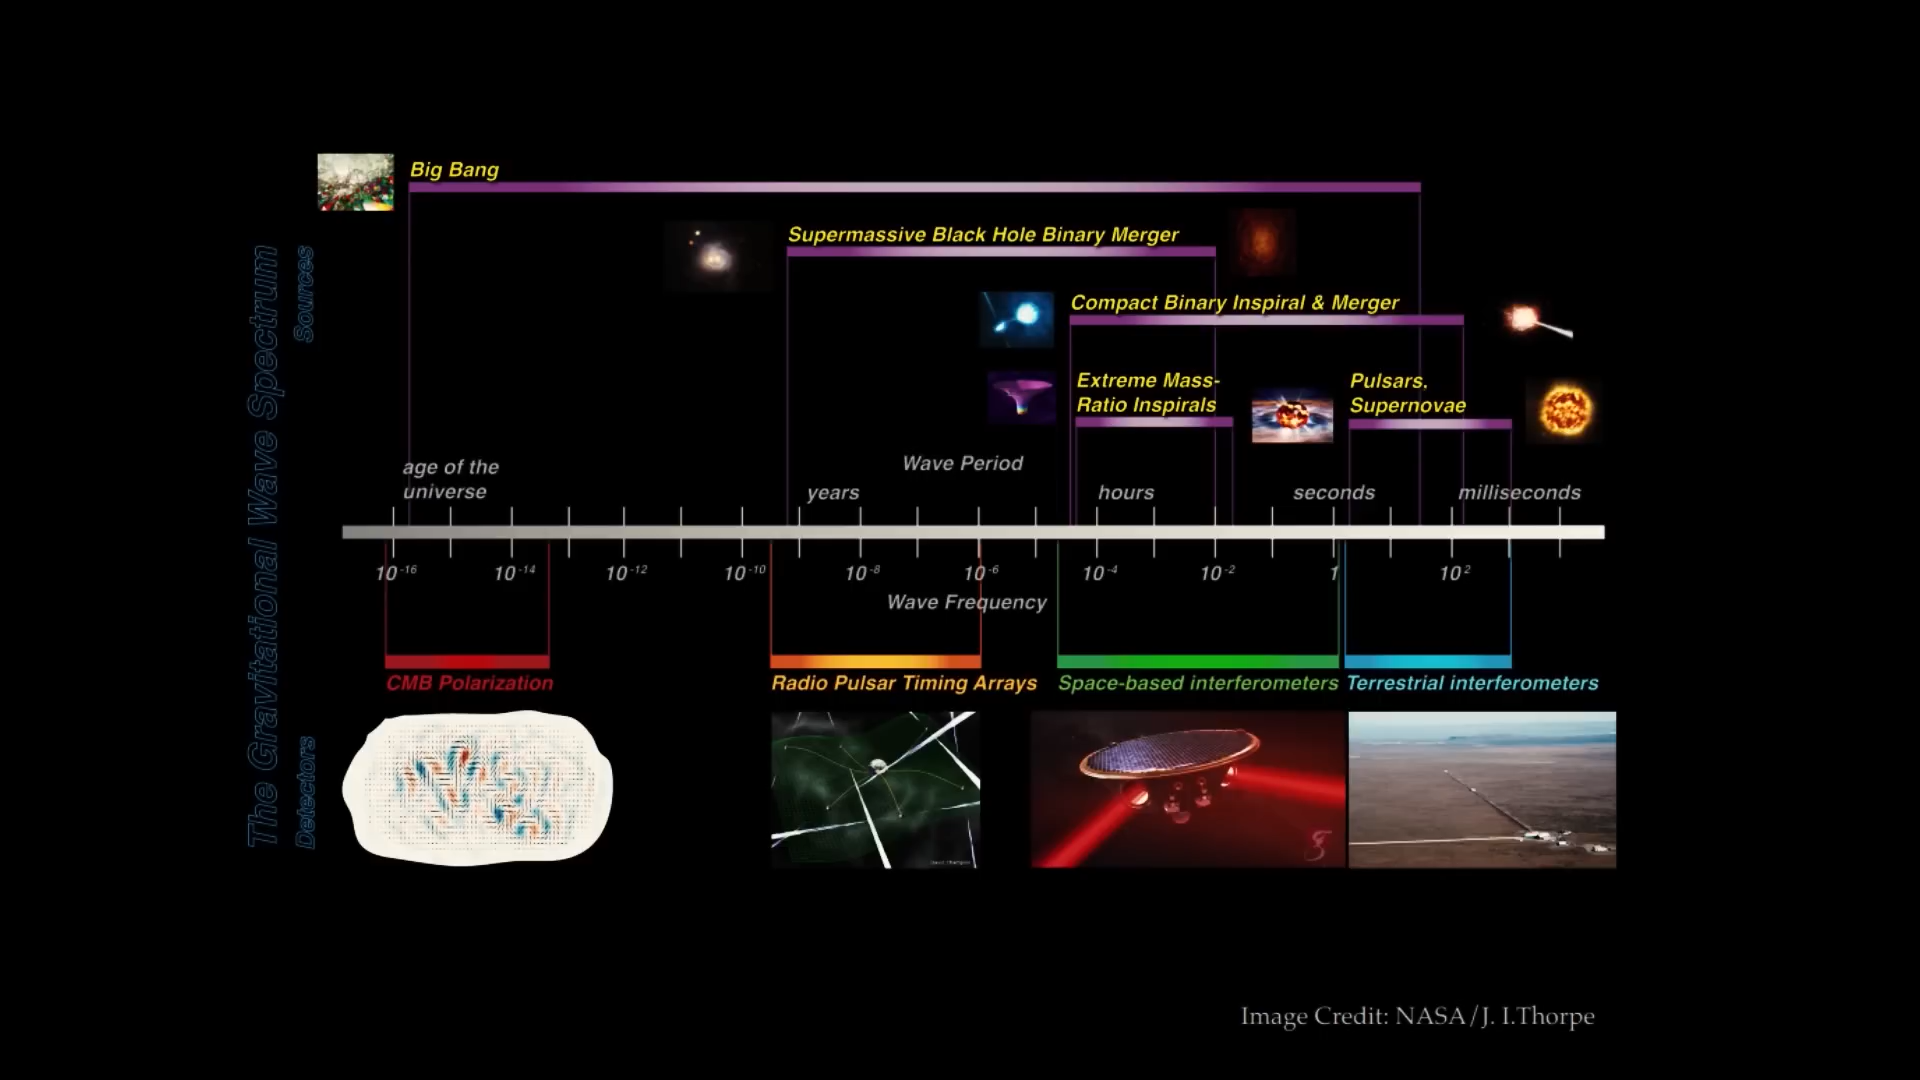 The Gravitational Wave Spectrum
Sources
Detectors
Big Bang
Supermassive Black Hole Binary Merger
Compact Binary Inspiral & Merger
Extreme Mass-
Ratio Inspirals
Pulsars.
Supernovae
age of the
universe
Wave Period
years
hours
seconds
milliseconds
10⁻¹⁶ 10⁻¹⁴ 10⁻¹² 10⁻¹⁰ 10⁻⁸ 10⁻⁶ 10⁻⁴ 10⁻² 1 10²
Wave Frequency
CMB Polarization
Radio Pulsar Timing Arrays
Space-based interferometers
Terrestrial interferometers
Image Credit: NASA/J. I.Thorpe